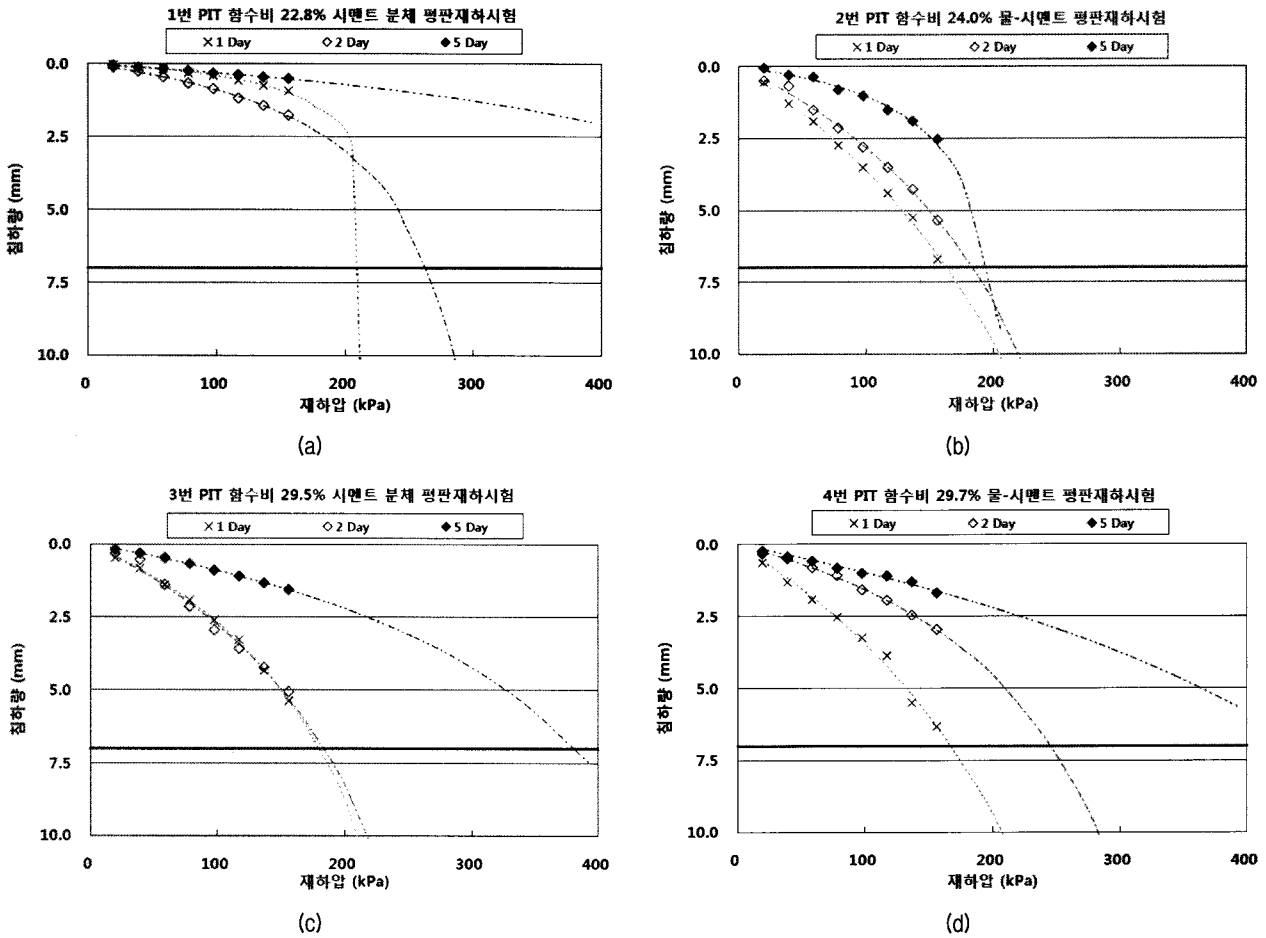 1번 PIT 함수비 22.8% 시멘트 분체 평판재하시험
1 Day 2 Day 5 Day
0.0
2.5
5.0
7.5
10.0
침하량 (mm)
0 100 200 300 400
재하압 (kPa)
(a)
2번 PIT 함수비 24.0% 물-시멘트 평판재하시험
1 Day 2 Day 5 Day
0.0
2.5
5.0
7.5
10.0
침하량 (mm)
0 100 200 300 400
재하압 (kPa)
(b)
3번 PIT 함수비 29.5% 시멘트 분체 평판재하시험
1 Day 2 Day 5 Day
0.0
2.5
5.0
7.5
10.0
침하량 (mm)
0 100 200 300 400
재하압 (kPa)
(c)
4번 PIT 함수비 29.7% 물-시멘트 평판재하시험
1 Day 2 Day 5 Day
0.0
2.5
5.0
7.5
10.0
침하량 (mm)
0 100 200 300 400
재하압 (kPa)
(d)